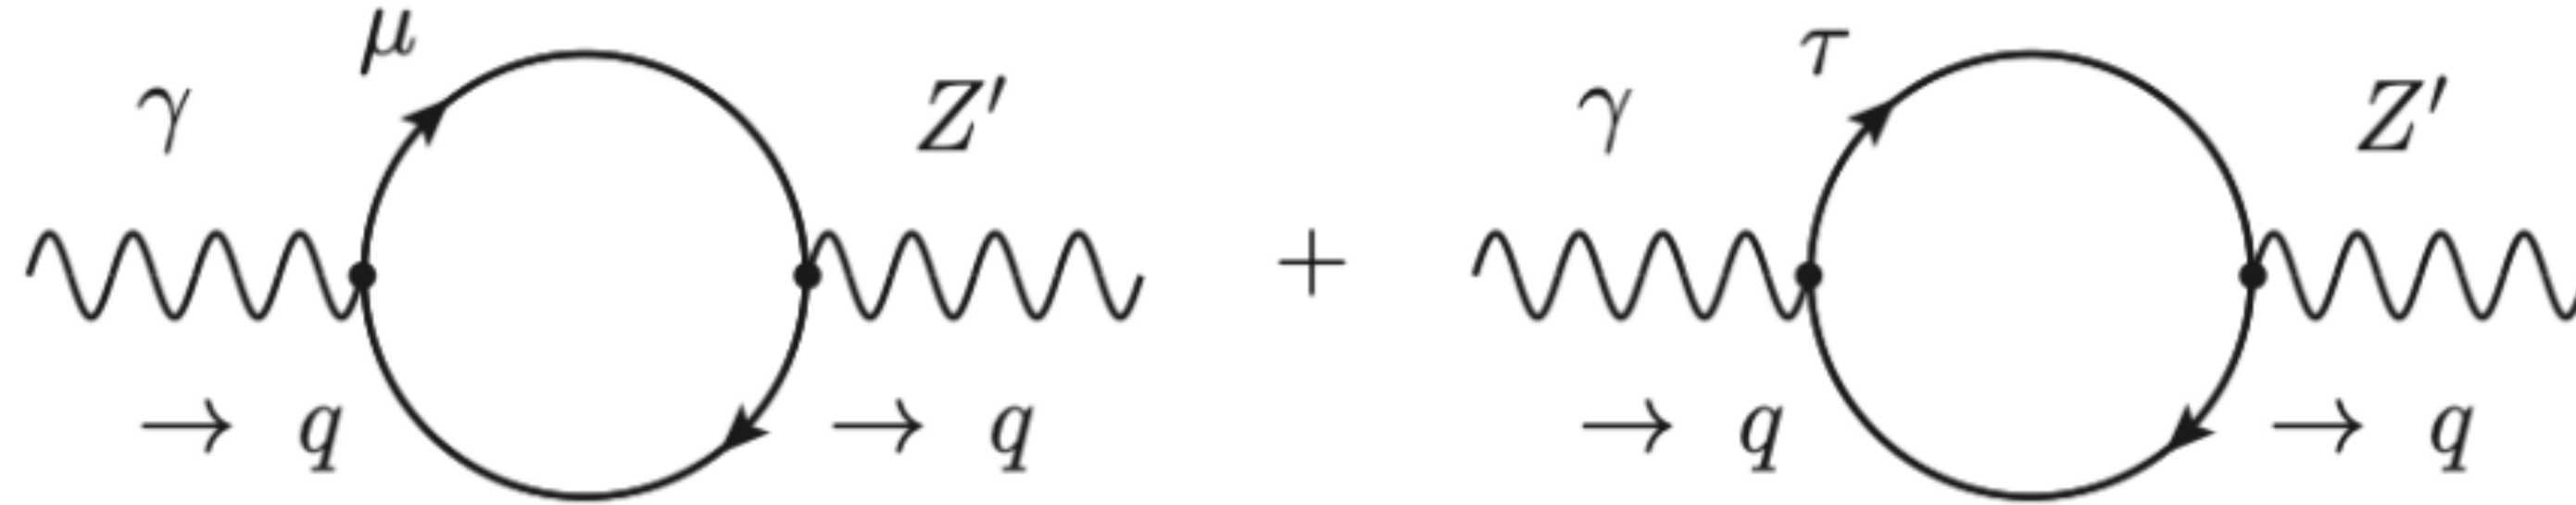 μ τ
γ Z′ γ Z′
+
→ q → q → q → q